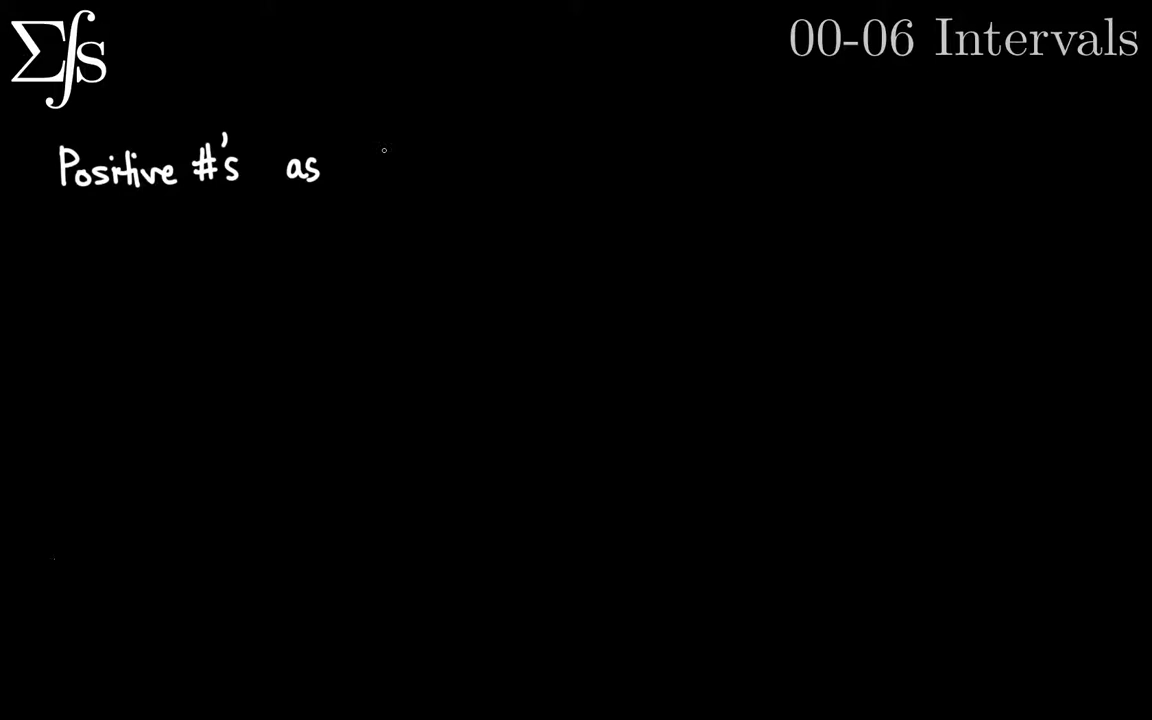 Σ∫S
00-06 Intervals
Positive #'s as